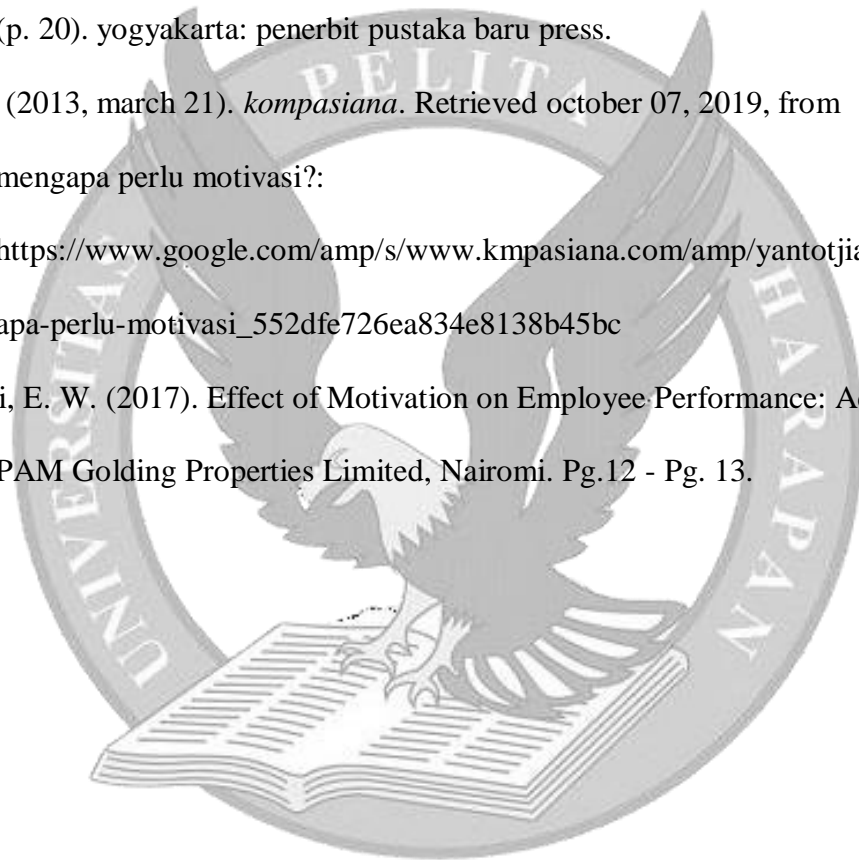 (p. 20). yogyakarta: penerbit pustaka baru press.
(2013, march 21). kompasiana. Retrieved october 07, 2019, from
mengapa perlu motivasi?:
https://www.google.com/amp/s/www.kmpasiana.com/amp/yantotjia
apa-perlu-motivasi_552dfe726ea834e8138b45bc
i, E. W. (2017). Effect of Motivation on Employee Performance: A
PAM Golding Properties Limited, Nairomi. Pg.12 - Pg. 13.
UNIVERSITAS PELITA HARAPAN